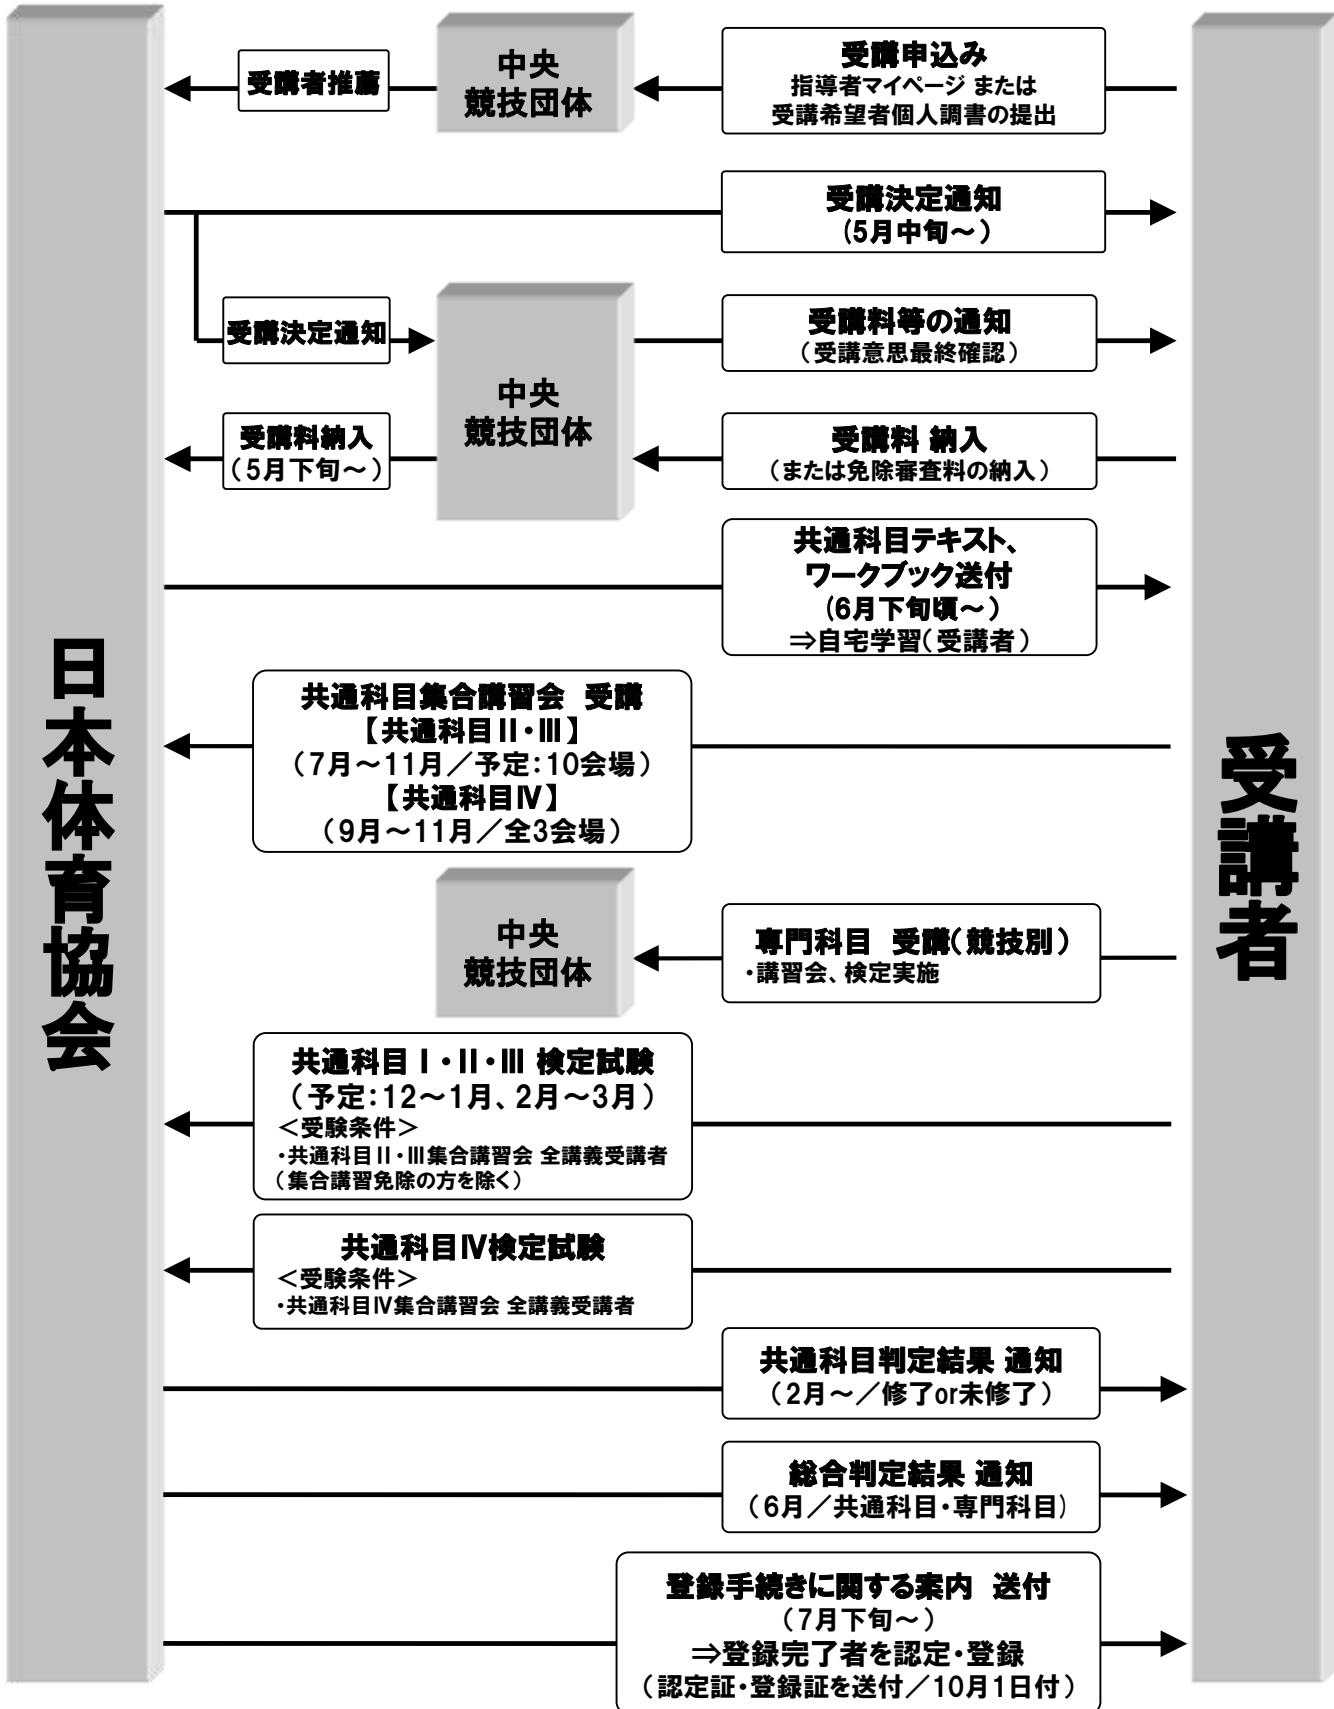 受講者推薦
中央
競技団体
受講申込み
指導者マイページ または
受講希望者個人調書の提出
受講決定通知
(5月中旬～)
受講決定通知
中央
競技団体
受講料等の通知
(受講意思最終確認)
受講料納入
(5月下旬～)
受講料 納入
(または免除審査料の納入)
共通科目テキスト、
ワークブック送付
(6月下旬頃～)
⇒自宅学習(受講者)
日本体育協会
受講者
共通科目集合講習会 受講
【共通科目Ⅱ・Ⅲ】
(7月～11月／予定:10会場)
【共通科目Ⅳ】
(9月～11月／全3会場)
中央
競技団体
専門科目 受講(競技別)
・講習会、検定実施
共通科目Ⅰ・Ⅱ・Ⅲ 検定試験
(予定:12～1月、2月～3月)
＜受験条件＞
・共通科目Ⅱ・Ⅲ集合講習会 全講義受講者
(集合講習免除の方を除く)
共通科目Ⅳ検定試験
＜受験条件＞
・共通科目Ⅳ集合講習会 全講義受講者
共通科目判定結果 通知
(2月～／修了or未修了)
総合判定結果 通知
(6月／共通科目・専門科目)
登録手続きに関する案内 送付
(7月下旬～)
⇒登録完了者を認定・登録
(認定証・登録証を送付／10月1日付)